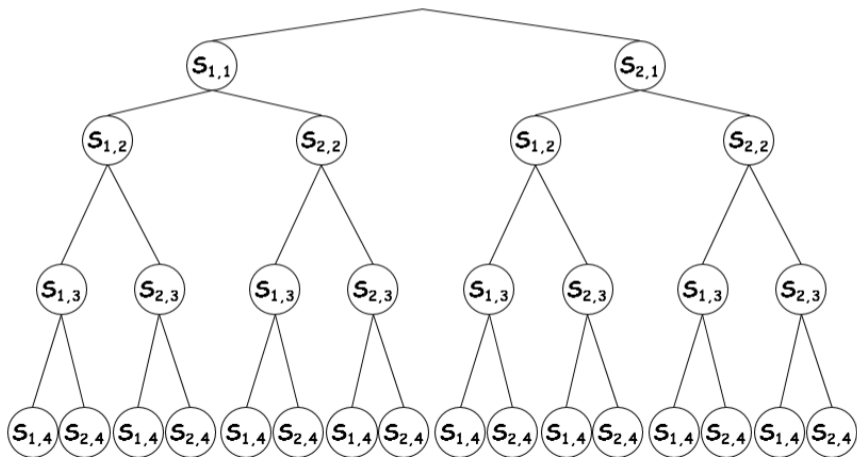 S1,1 S2,1
S1,2 S2,2 S1,2 S2,2
S1,3 S2,3 S1,3 S2,3 S1,3 S2,3 S1,3 S2,3
S1,4 S2,4 S1,4 S2,4 S1,4 S2,4 S1,4 S2,4 S1,4 S2,4 S1,4 S2,4 S1,4 S2,4 S1,4 S2,4